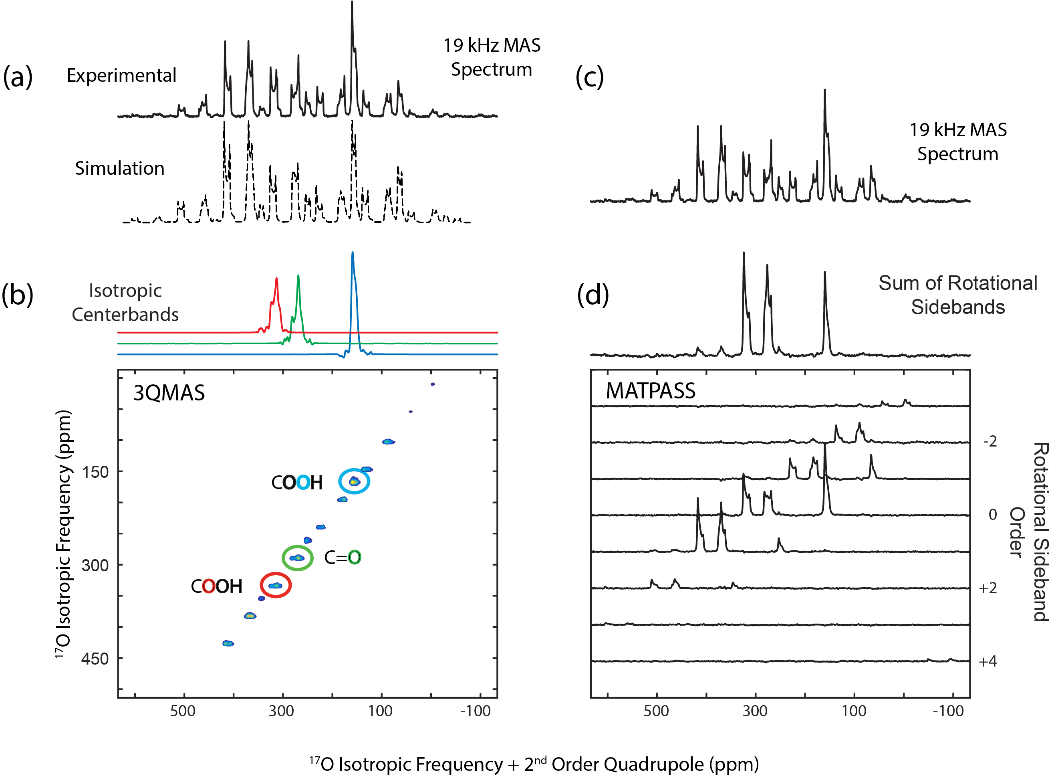 (a)
Experimental
19 kHz MAS
Spectrum
Simulation
(b)
Isotropic
Centerbands
3QMAS
COOH
C=O
COOH
150
300
450
¹⁷O Isotropic Frequency (ppm)
500
300
100
-100
(c)
19 kHz MAS
Spectrum
(d)
Sum of Rotational
Sidebands
MATPASS
-2
0
+2
+4
Rotational Sideband
Order
500
300
100
-100
¹⁷O Isotropic Frequency + 2ⁿᵈ Order Quadrupole (ppm)